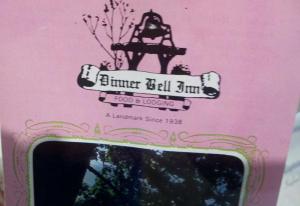 Dinner Bell Inn
FOOD & LODGING
A Landmark Since 1938